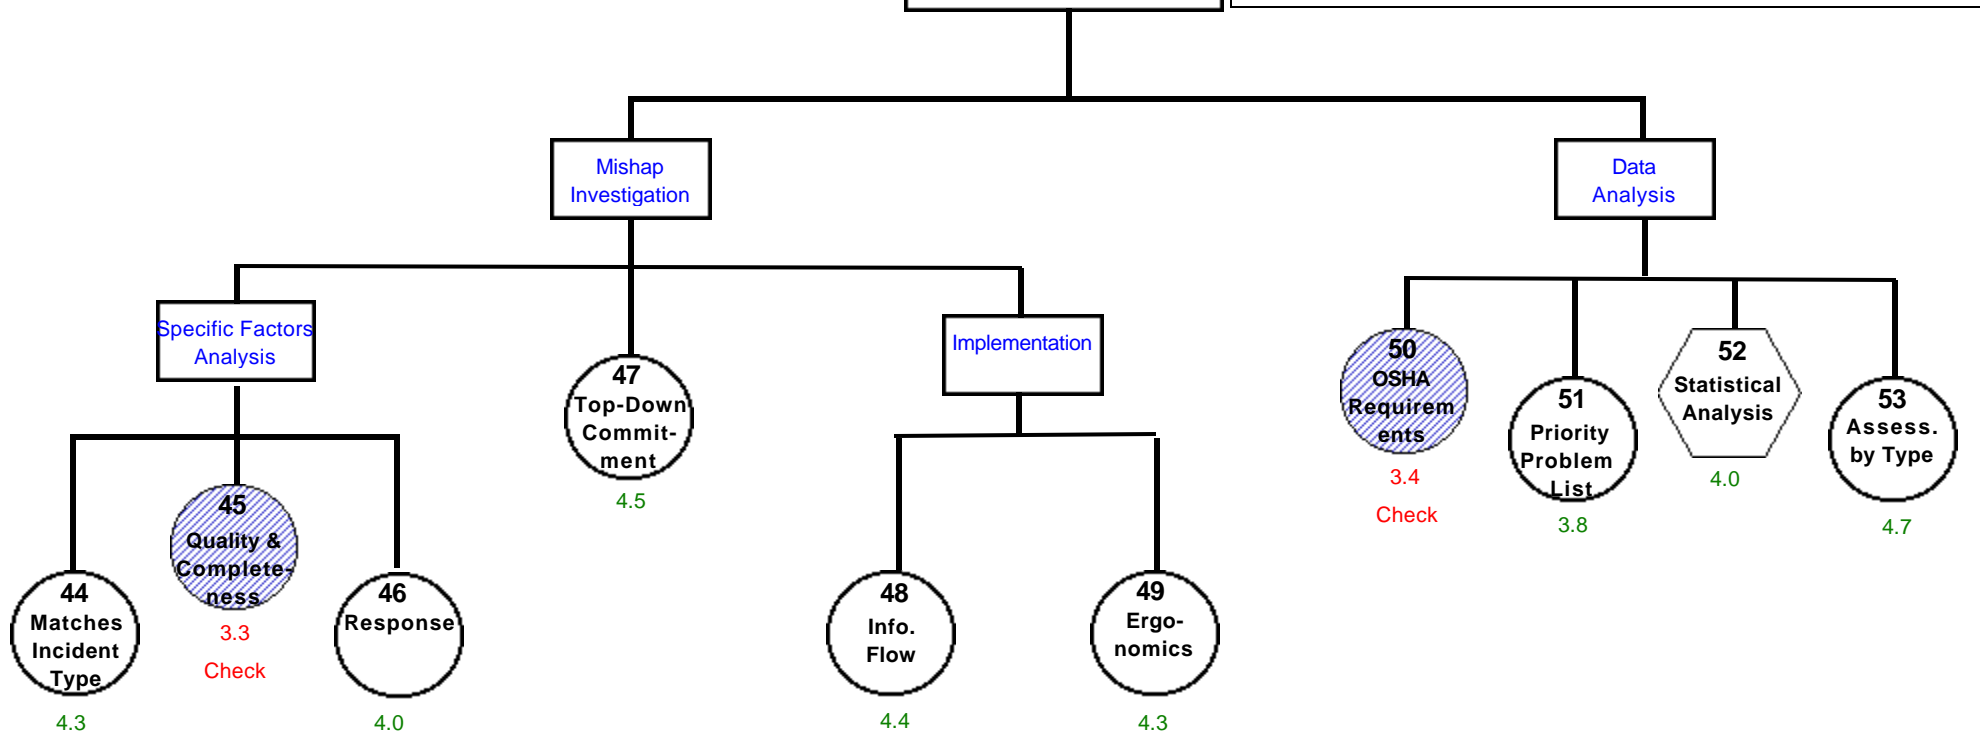 Mishap
Investigation
Data
Analysis
Specific Factors
Analysis
47
Top-Down
Commit-
ment
4.5
Implementation
50
OSHA
Requirem
ents
3.4
Check
51
Priority
Problem
List
3.8
52
Statistical
Analysis
4.0
53
Assess.
by Type
4.7
44
Matches
Incident
Type
4.3
45
Quality &
Complete-
ness
3.3
Check
46
Response
4.0
48
Info.
Flow
4.4
49
Ergo-
nomics
4.3